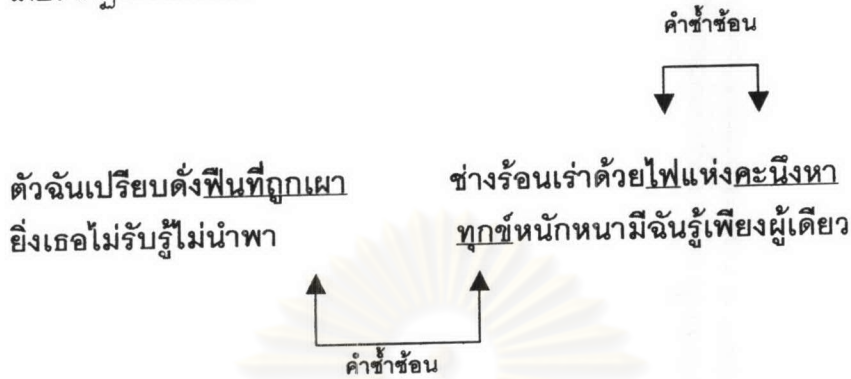 คำซ้ำซ้อน
ตัวฉันเปรียบดั่งฟืนที่ถูกเผา ช่างร้อนเร่าด้วยไฟแห่งคะนึงหา
ยิ่งเธอไม่รับรู้ไม่นำพา ทุกข์หนักหนามีฉันรู้เพียงผู้เดียว
คำซ้ำซ้อน